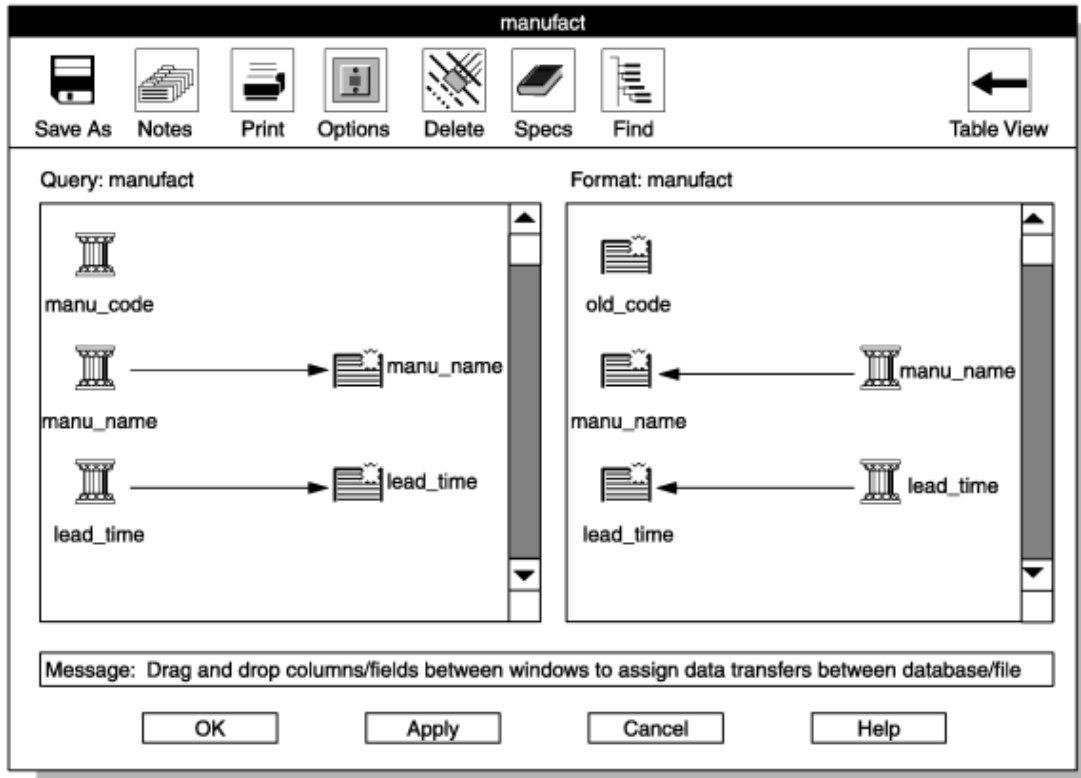 manufact
Save As Notes Print Options Delete Specs Find Table View
Query: manufact Format: manufact
manu_code old_code
manu_name manu_name
manu_name manu_name
lead_time lead_time
lead_time lead_time
Message: Drag and drop columns/fields between windows to assign data transfers between database/file
OK Apply Cancel Help